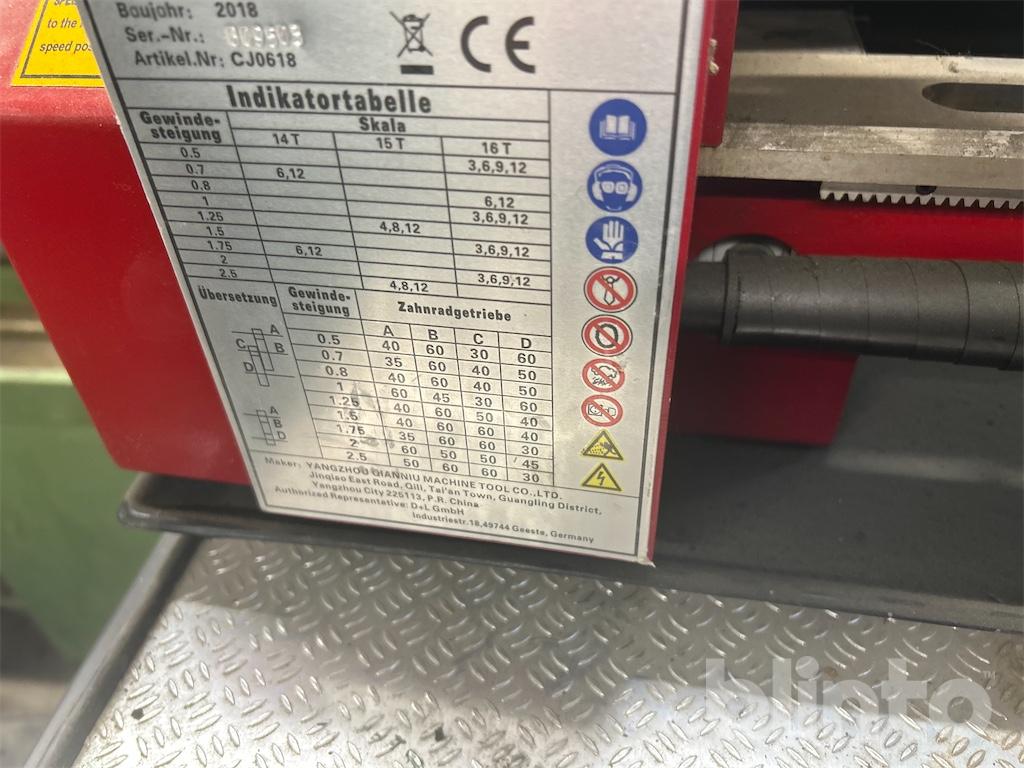 SPEE
to the
speed pos
Baujahr: 2018
Ser.-Nr.:
Artikel.Nr: CJ0618
CE
Indikatortabelle
Gewinde-
steigung
Skala
14 T 15 T 16 T
0.5 3,6,9,12
0.7 6,12
0.8 6,12
1 3,6,9,12
1.25 4,8,12
1.5 3,6,9,12
1.75 6,12
2 3,6,9,12
2.5 4,8,12
Übersetzung
Gewinde-
steigung
Zahnradgetriebe
A B C D
0.5 40 60 30 60
0.7 35 60 40 50
0.8 40 60 40 50
1 60 45 30 60
1.25 40 60 50 40
1.5 40 60 60 40
1.75 35 60 60 30
2 60 50 50 45
2.5 50 60 60 30
A
C
B
D
A
B
D
Maker: YANGZHOU QIANNIU MACHINE TOOL CO.,LTD.
Jinqiao East Road, Qili, Tai'an Town, Guangling District,
Yangzhou City 225113, P.R. China
Authorized Representative: D+L GmbH
Industriestr.18,49744 Geeste, Germany
blinto